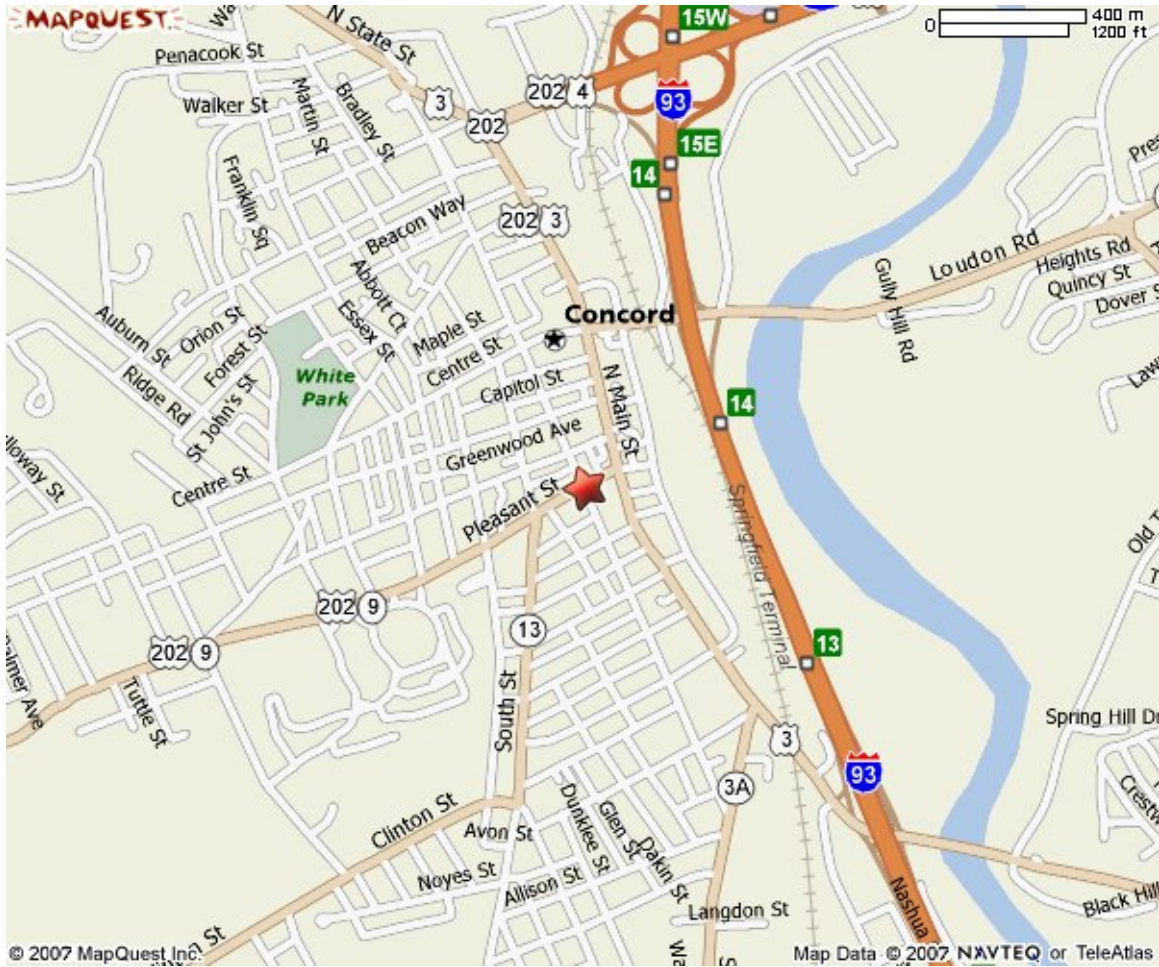 MAPQUEST
N State St
15W
400 m
0
1200 ft
Penacook St
Walker St
Martin St
Bradley St
3
202
4
93
202
15E
14
Franklin Sq
Beacon Way
202
3
Loudon Rd
Heights Rd
Quincy St
Dover S
Gully Hill Rd
Abbott Ct
Essex St
Maple St
Concord
Auburn St
Orion St
Forest St
Ridge Rd
St John's St
White
Park
Centre St
Capitol St
N Main St
14
Greenwood Ave
Centre St
Pleasant St
Springfield Terminal
202
9
13
13
202
9
Tuttle St
South St
3
Spring Hill D
93
3A
Clinton St
Avon St
Dunklee St
Glen St
Dakin St
Noyes St
Allison St
Langdon St
Nashua
Black Hill
© 2007 MapQuest Inc.
Map Data © 2007 NAVTEQ or TeleAtlas